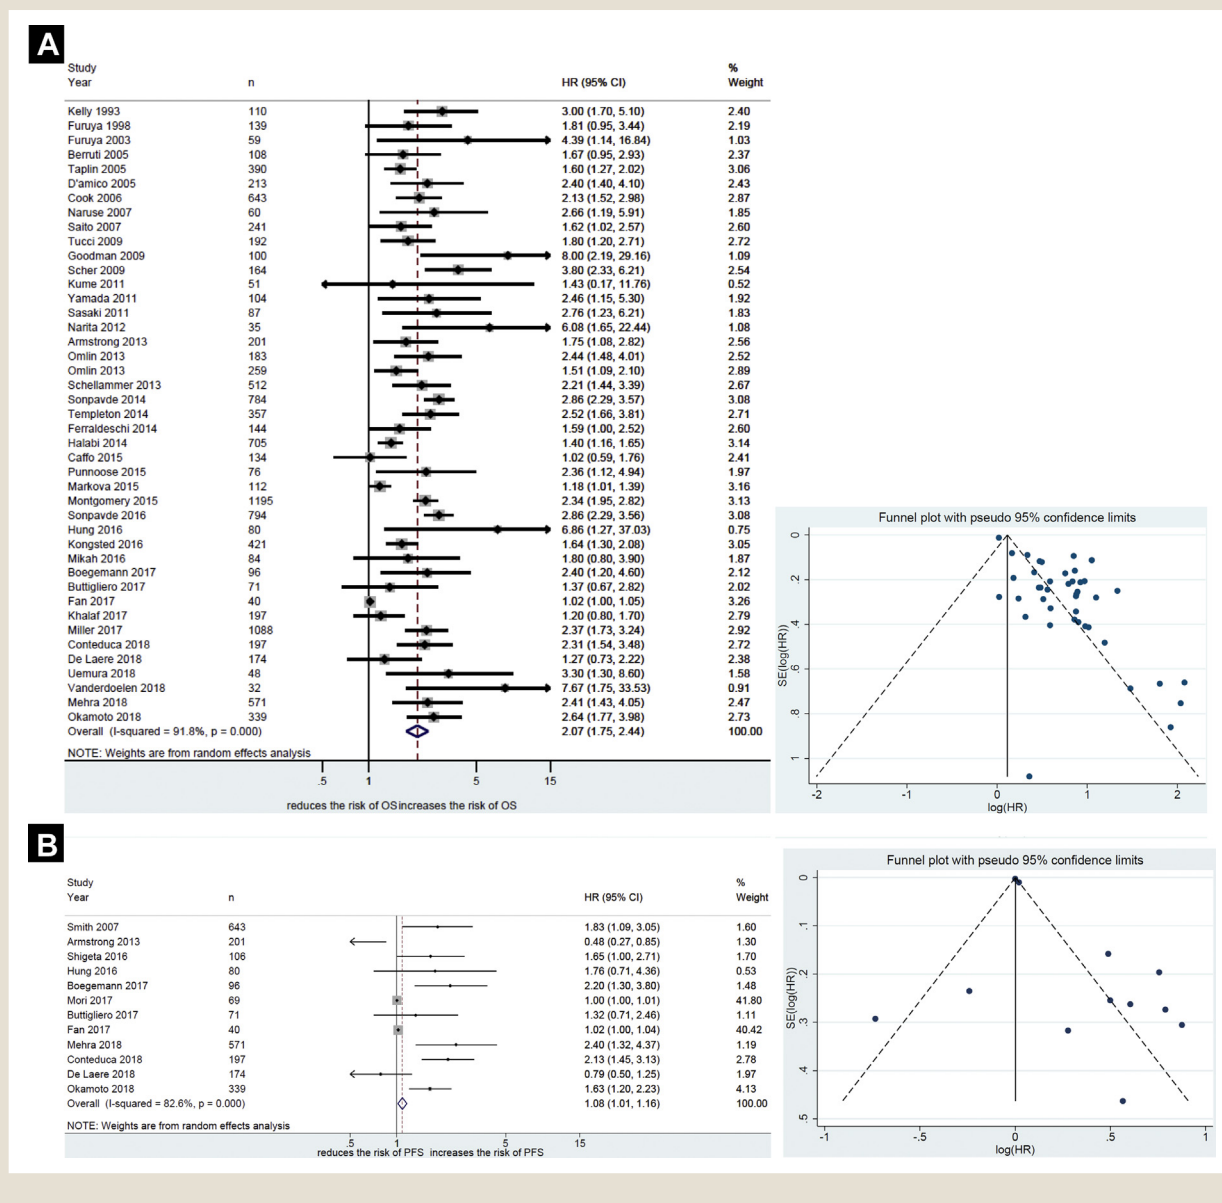 A
Study
Year n HR (95% CI) % Weight
Kelly 1993 110 3.00 (1.70, 5.10) 2.40
Furuya 1998 139 1.81 (0.95, 3.44) 2.19
Furuya 2003 59 4.39 (1.14, 16.84) 1.03
Berruti 2005 108 1.67 (0.95, 2.93) 2.37
Taplin 2005 390 1.60 (1.27, 2.02) 3.06
D'amico 2005 213 2.40 (1.40, 4.10) 2.43
Cook 2006 643 2.13 (1.52, 2.98) 2.87
Naruse 2007 60 2.66 (1.19, 5.91) 1.85
Saito 2007 241 1.62 (1.02, 2.57) 2.60
Tucci 2009 192 1.80 (1.20, 2.71) 2.72
Goodman 2009 100 8.00 (2.19, 29.16) 1.09
Scher 2009 164 3.80 (2.33, 6.21) 2.54
Kume 2011 51 1.43 (0.17, 11.76) 0.52
Yamada 2011 104 2.46 (1.15, 5.30) 1.92
Sasaki 2011 87 2.76 (1.23, 6.21) 1.83
Narita 2012 35 6.08 (1.65, 22.44) 1.08
Armstrong 2013 201 1.75 (1.08, 2.82) 2.56
Omlin 2013 183 2.44 (1.48, 4.01) 2.52
Omlin 2013 259 1.51 (1.09, 2.10) 2.89
Schellammer 2013 512 2.21 (1.44, 3.39) 2.67
Sonpavde 2014 784 2.86 (2.29, 3.57) 3.08
Templeton 2014 357 2.52 (1.66, 3.81) 2.71
Ferraldeschi 2014 144 1.59 (1.00, 2.52) 2.60
Halabi 2014 705 1.40 (1.16, 1.65) 3.14
Caffo 2015 134 1.02 (0.59, 1.76) 2.41
Punnoose 2015 76 2.36 (1.12, 4.94) 1.97
Markova 2015 112 1.18 (1.01, 1.39) 3.16
Montgomery 2015 1195 2.34 (1.95, 2.82) 3.13
Sonpavde 2016 794 2.86 (2.29, 3.56) 3.08
Hung 2016 80 6.86 (1.27, 37.03) 0.75
Kongsted 2016 421 1.64 (1.30, 2.08) 3.05
Mikah 2016 84 1.80 (0.80, 3.90) 1.87
Boegemann 2017 96 2.40 (1.20, 4.60) 2.12
Buttigliero 2017 71 1.37 (0.67, 2.82) 2.02
Fan 2017 40 1.02 (1.00, 1.05) 3.26
Khalaf 2017 197 1.20 (0.80, 1.70) 2.79
Miller 2017 1088 2.37 (1.73, 3.24) 2.92
Conteduca 2018 197 2.31 (1.54, 3.48) 2.72
De Laere 2018 174 1.27 (0.73, 2.22) 2.38
Uemura 2018 48 3.30 (1.30, 8.60) 1.58
Vanderdoelen 2018 32 7.67 (1.75, 33.53) 0.91
Mehra 2018 571 2.41 (1.43, 4.05) 2.47
Okamoto 2018 339 2.64 (1.77, 3.98) 2.73
Overall (I-squared = 91.8%, p = 0.000) 2.07 (1.75, 2.44) 100.00
NOTE: Weights are from random effects analysis
.5 1 5 15
reduces the risk of OS increases the risk of OS
Funnel plot with pseudo 95% confidence limits
SE(log(HR))
0
.2
.4
.6
.8
1
-2 -1 0 1 2
log(HR)
B
Study
Year n HR (95% CI) % Weight
Smith 2007 643 1.83 (1.09, 3.05) 1.60
Armstrong 2013 201 0.48 (0.27, 0.85) 1.30
Shigeta 2016 106 1.65 (1.00, 2.71) 1.70
Hung 2016 80 1.76 (0.71, 4.36) 0.53
Boegemann 2017 96 2.20 (1.30, 3.80) 1.48
Mori 2017 69 1.00 (1.00, 1.01) 41.80
Buttigliero 2017 71 1.32 (0.71, 2.46) 1.11
Fan 2017 40 1.02 (1.00, 1.04) 40.42
Mehra 2018 571 2.40 (1.32, 4.37) 1.19
Conteduca 2018 197 2.13 (1.45, 3.13) 2.78
De Laere 2018 174 0.79 (0.50, 1.25) 1.97
Okamoto 2018 339 1.63 (1.20, 2.23) 4.13
Overall (I-squared = 82.6%, p = 0.000) 1.08 (1.01, 1.16) 100.00
NOTE: Weights are from random effects analysis
.5 1 5 15
reduces the risk of PFS increases the risk of PFS
Funnel plot with pseudo 95% confidence limits
SE(log(HR))
0
.1
.2
.3
.4
.5
-1 -.5 0 .5 1
log(HR)